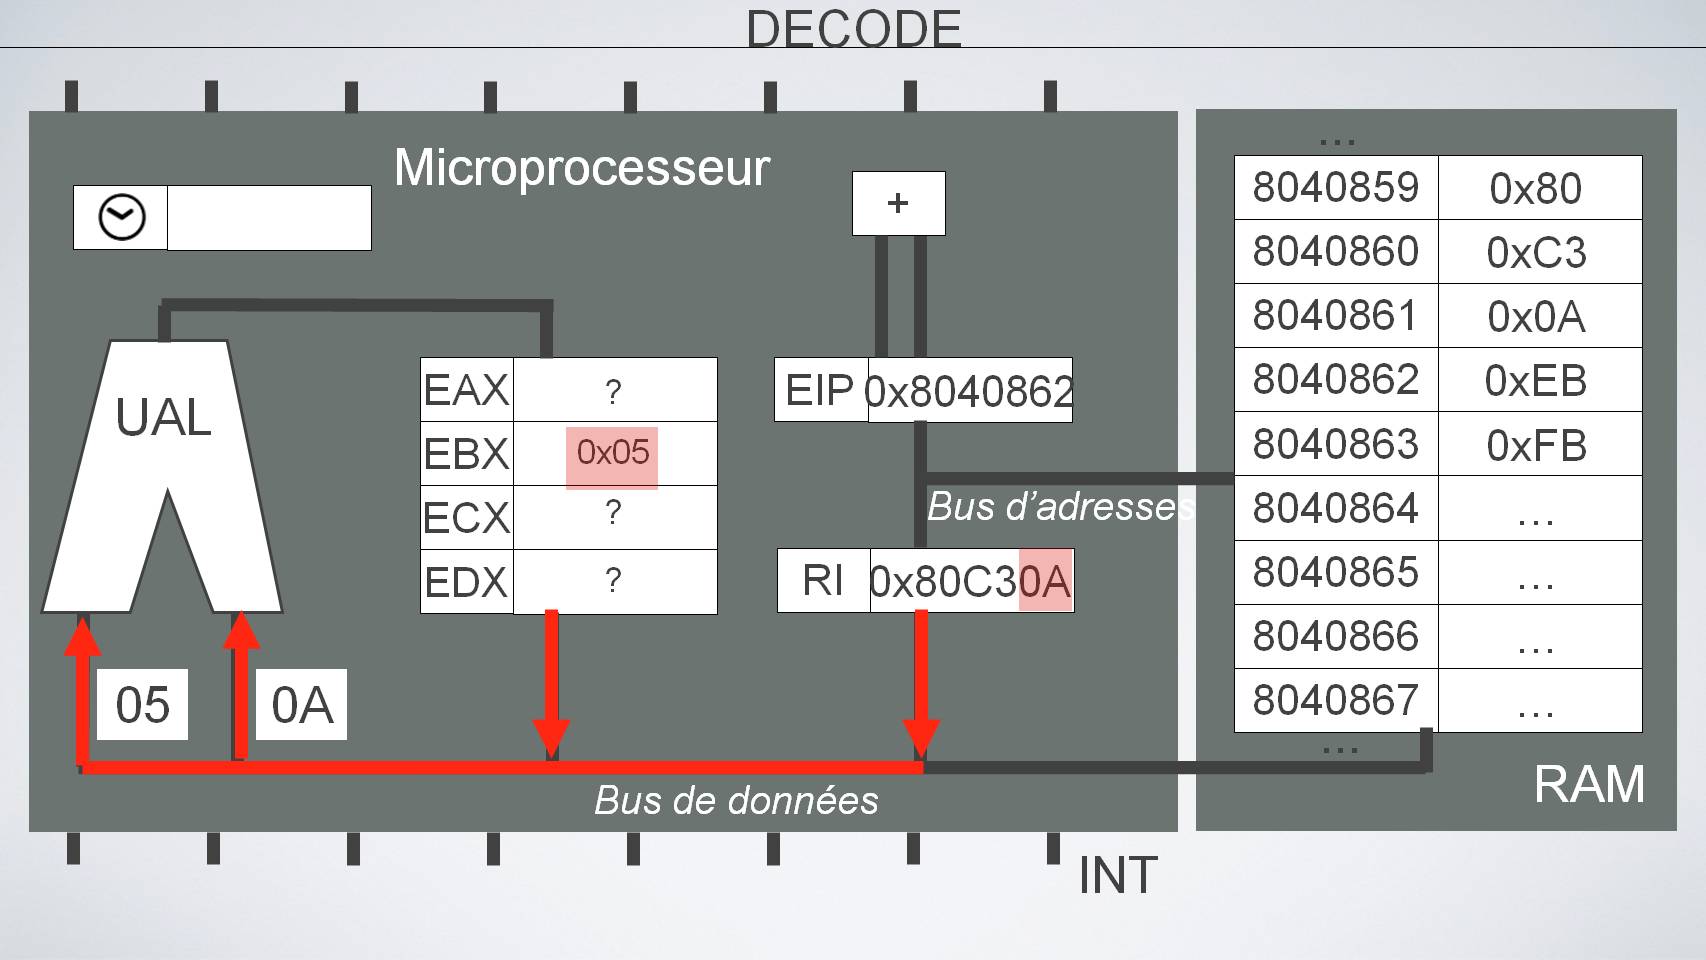 DECODE
Microprocesseur
+
UAL
EAX ?
EBX 0x05
ECX ?
EDX ?
EIP 0x8040862
Bus d’adresses
RI 0x80C30A
05
0A
Bus de données
INT
...
8040859 0x80
8040860 0xC3
8040861 0x0A
8040862 0xEB
8040863 0xFB
8040864 ...
8040865 ...
8040866 ...
8040867 ...
...
RAM